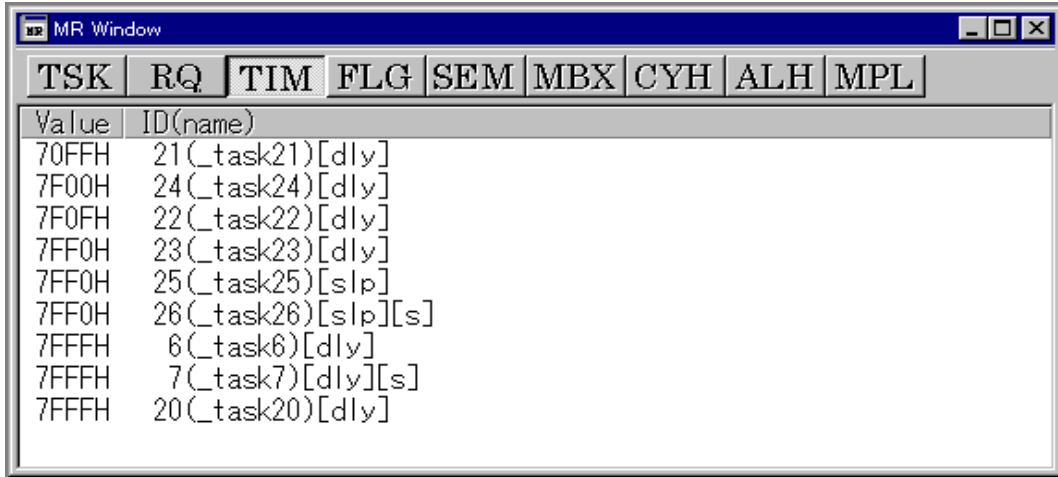 MR MR Window
TSK RQ TIM FLG SEM MBX CYH ALH MPL
Value ID(name)
70FFH 21(_task21)[dly]
7F00H 24(_task24)[dly]
7F0FH 22(_task22)[dly]
7FF0H 23(_task23)[dly]
7FF0H 25(_task25)[slp]
7FF0H 26(_task26)[slp][s]
7FFFH 6(_task6)[dly]
7FFFH 7(_task7)[dly][s]
7FFFH 20(_task20)[dly]